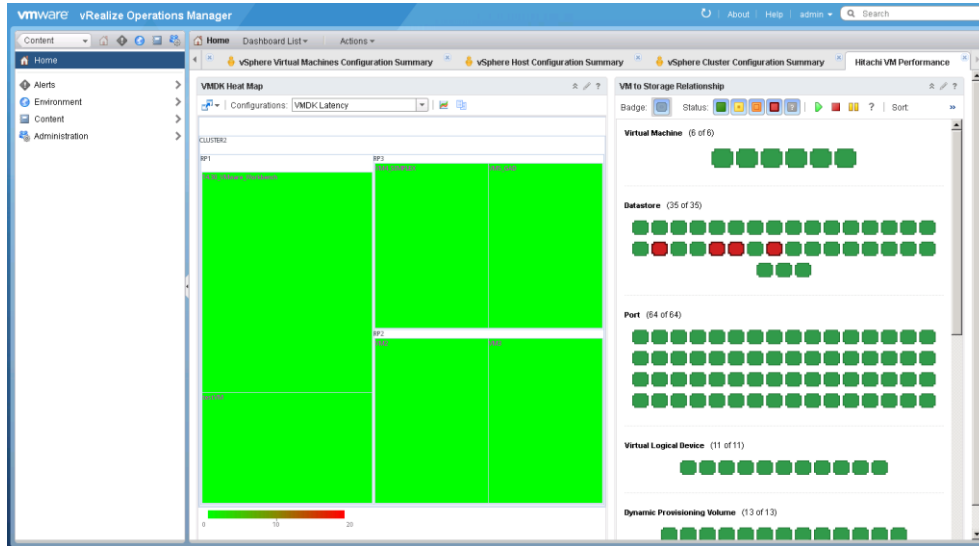 vmware vRealize Operations Manager
About Help admin Search
Content
Home Dashboard List Actions
Home
vSphere Virtual Machines Configuration Summary vSphere Host Configuration Summary vSphere Cluster Configuration Summary Hitachi VM Performance
Alerts
Environment
Content
Administration
VMDK Heat Map
Configurations: VMDK Latency
CLUSTER2
RP1
RP3
RP2
0 10 20
VM to Storage Relationship
Badge: Status: Sort:
Virtual Machine (6 of 6)
Datastore (35 of 35)
Port (64 of 64)
Virtual Logical Device (11 of 11)
Dynamic Provisioning Volume (13 of 13)